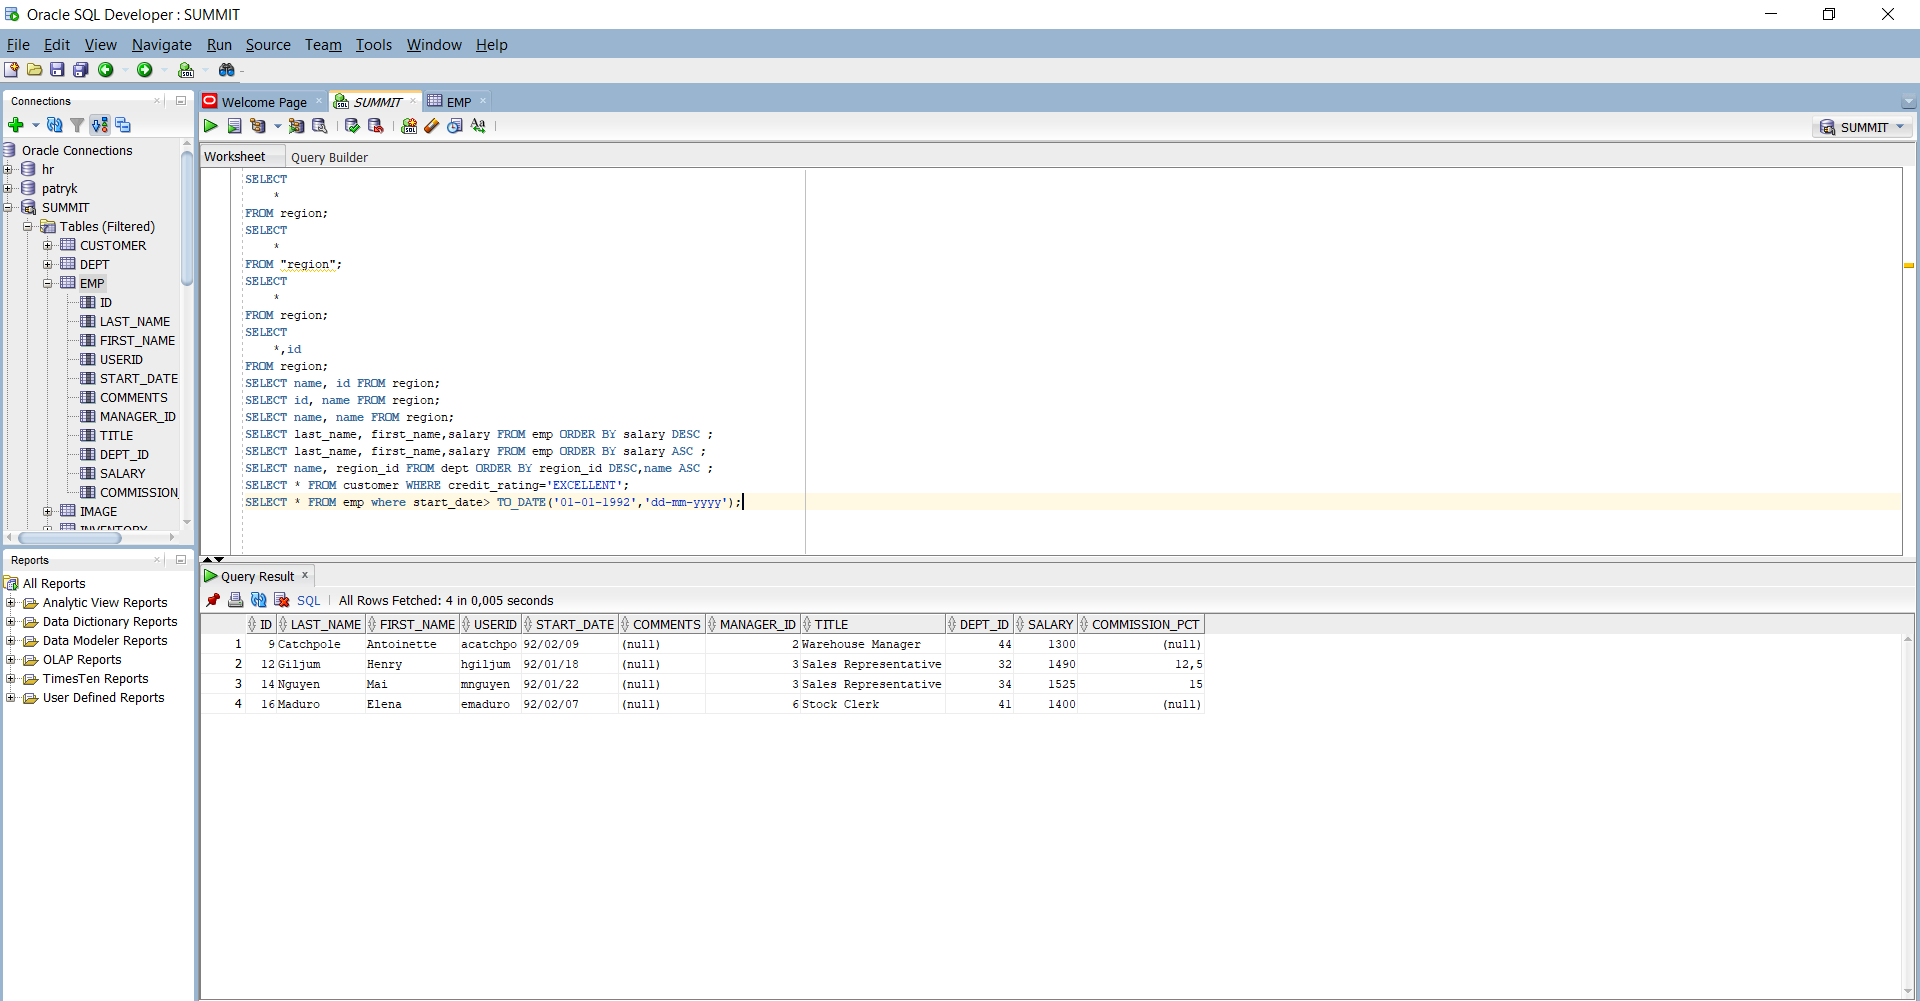 Oracle SQL Developer : SUMMIT
File Edit View Navigate Run Source Team Tools Window Help
Connections
Oracle Connections
hr
patryk
SUMMIT
Tables (Filtered)
CUSTOMER
DEPT
EMP
ID
LAST_NAME
FIRST_NAME
USERID
START_DATE
COMMENTS
MANAGER_ID
TITLE
DEPT_ID
SALARY
COMMISSION_
IMAGE
INVENTORY
Reports
All Reports
Analytic View Reports
Data Dictionary Reports
Data Modeler Reports
OLAP Reports
TimesTen Reports
User Defined Reports
Welcome Page SUMMIT EMP
SUMMIT
Worksheet Query Builder
SELECT
*
FROM region;
SELECT
*
FROM "region";
SELECT
*
FROM region;
SELECT
*,id
FROM region;
SELECT name, id FROM region;
SELECT id, name FROM region;
SELECT name, name FROM region;
SELECT last_name, first_name,salary FROM emp ORDER BY salary DESC ;
SELECT last_name, first_name,salary FROM emp ORDER BY salary ASC ;
SELECT name, region_id FROM dept ORDER BY region_id DESC,name ASC ;
SELECT * FROM customer WHERE credit_rating='EXCELLENT';
SELECT * FROM emp where start_date> TO_DATE('01-01-1992','dd-mm-yyyy');
Query Result
SQL All Rows Fetched: 4 in 0,005 seconds
ID LAST_NAME FIRST_NAME USERID START_DATE COMMENTS MANAGER_ID TITLE DEPT_ID SALARY COMMISSION_PCT
1 9 Catchpole Antoinette acatchpo 92/02/09 (null) 2 Warehouse Manager 44 1300 (null)
2 12 Giljum Henry hgiljum 92/01/18 (null) 3 Sales Representative 32 1490 12,5
3 14 Nguyen Mai mnguyen 92/01/22 (null) 3 Sales Representative 34 1525 15
4 16 Maduro Elena emaduro 92/02/07 (null) 6 Stock Clerk 41 1400 (null)